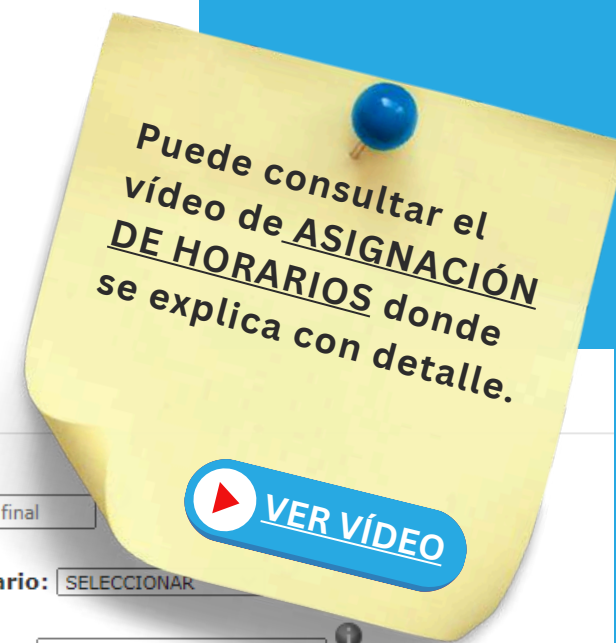 Puede consultar el
vídeo de ASIGNACIÓN
DE HORARIOS donde
se explica con detalle.
VER VÍDEO
final
ario: SELECCIONAR